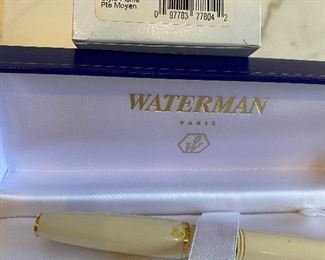 Pte Moyen
0 97783 77804 2
WATERMAN
PARIS